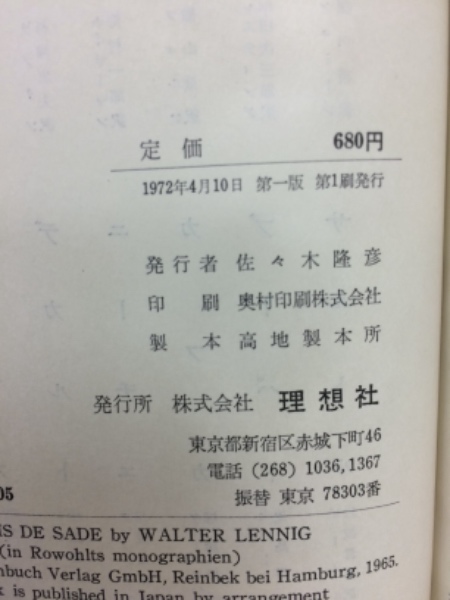 定価 680円
1972年4月10日 第一版 第1刷発行
発行者 佐々木隆彦
印刷 奥村印刷株式会社
製本 高地製本所
発行所 株式会社 理想社
東京都新宿区赤城下町46
電話 (268) 1036,1367
振替 東京 78303番
05
IS DE SADE by WALTER LENNIG
(in Rowohlts monographien)
nbuch Verlag GmbH, Reinbek bei Hamburg, 1965.
k is published in Japan by arrangement